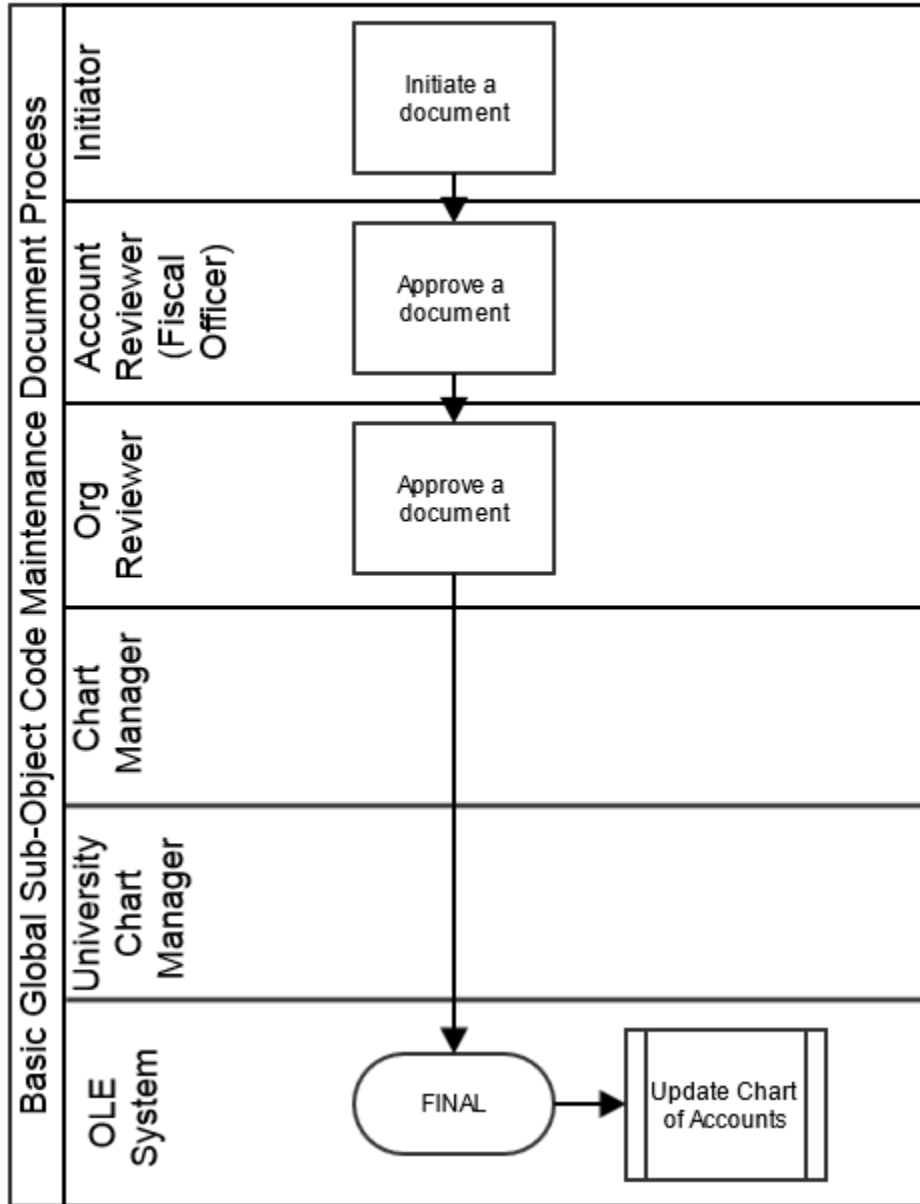 Basic Global Sub-Object Code Maintenance Document Process
Initiator
Initiate a
document
Account
Reviewer
(Fiscal
Officer)
Approve a
document
Org
Reviewer
Approve a
document
Chart
Manager
University
Chart
Manager
OLE
System
FINAL
Update Chart
of Accounts